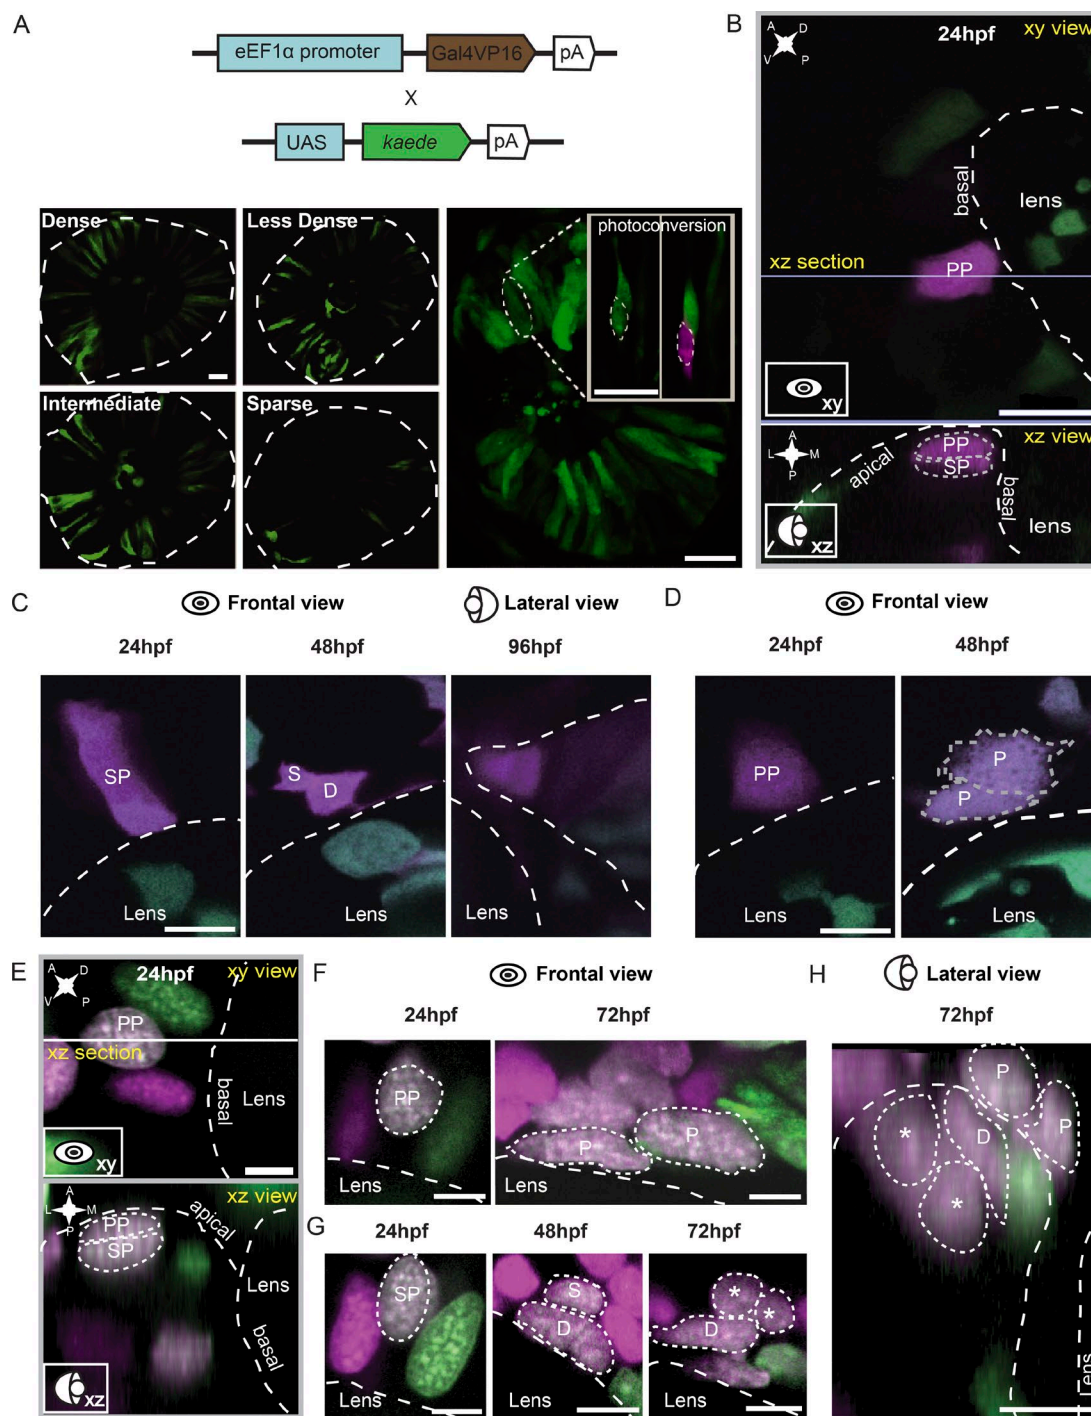 A
eEF1α promoter
Gal4VP16
pA
X
UAS
kaede
pA
Dense
Less Dense
Intermediate
Sparse
photoconversion
B
A
D
V
P
24hpf
xy view
basal
lens
xz section
PP
xy
xz view
A
L
M
P
apical
PP
SP
basal
lens
xz
C
Frontal view
Lateral view
24hpf
48hpf
96hpf
SP
Lens
S
D
Lens
D
Frontal view
24hpf
48hpf
PP
Lens
P
P
Lens
E
A
D
V
P
24hpf
xy view
PP
xz section
basal
Lens
xy
xz view
A
L
M
P
apical
PP
SP
Lens
basal
xz
F
Frontal view
24hpf
72hpf
PP
Lens
P
P
Lens
G
24hpf
48hpf
72hpf
SP
Lens
S
D
Lens
*
*
D
Lens
H
Lateral view
72hpf
P
P
D
*
*
Lens